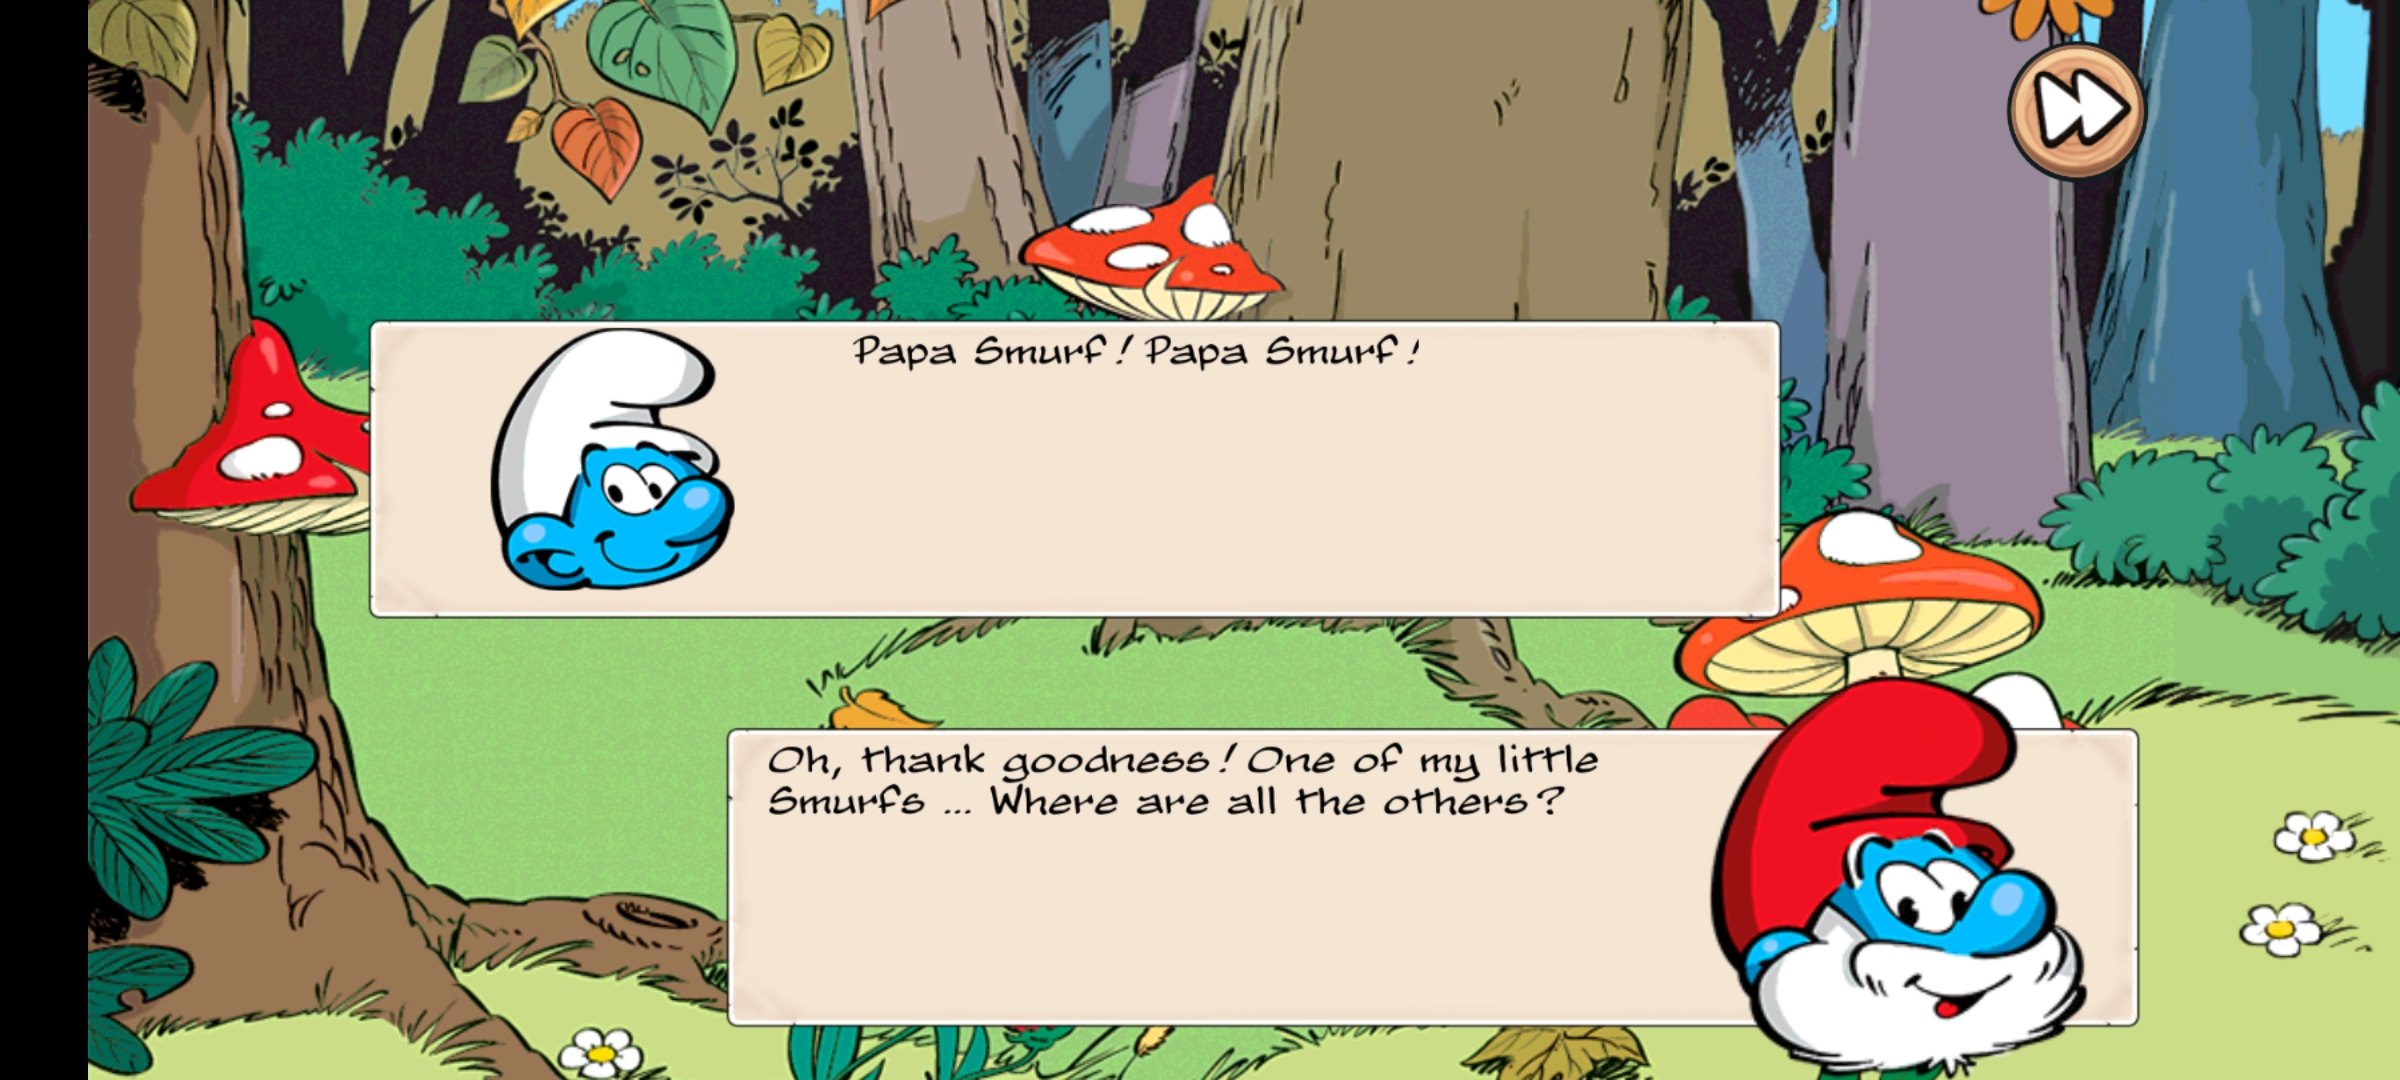 Papa Smurf! Papa Smurf!
Oh, thank goodness! One of my little
Smurfs ... Where are all the others?